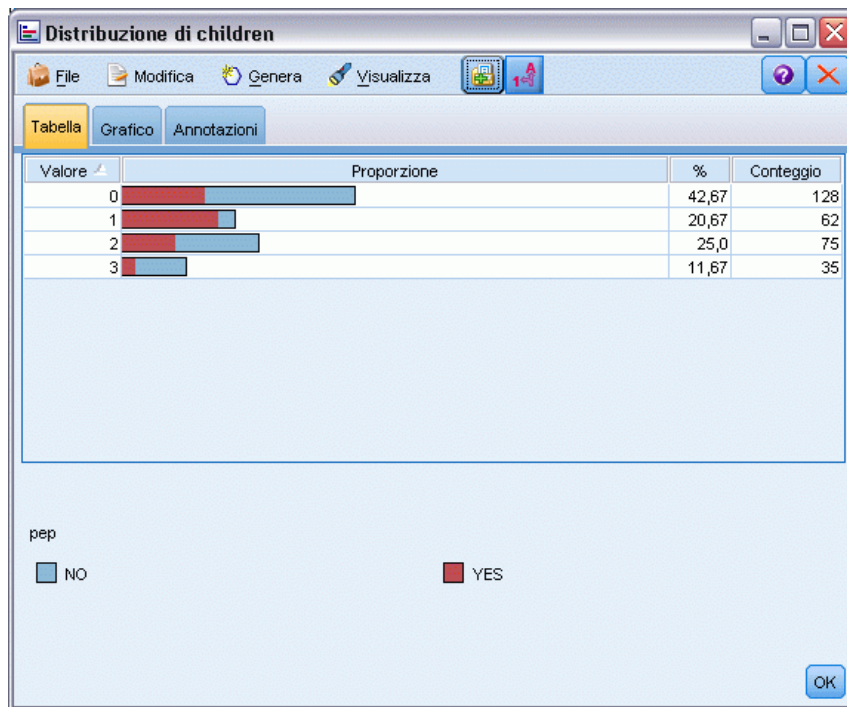 Distribuzione di children
File Modifica Genera Visualizza
Tabella Grafico Annotazioni
Valore Proporzione % Conteggio
0 42,67 128
1 20,67 62
2 25,0 75
3 11,67 35
pep
NO YES
OK